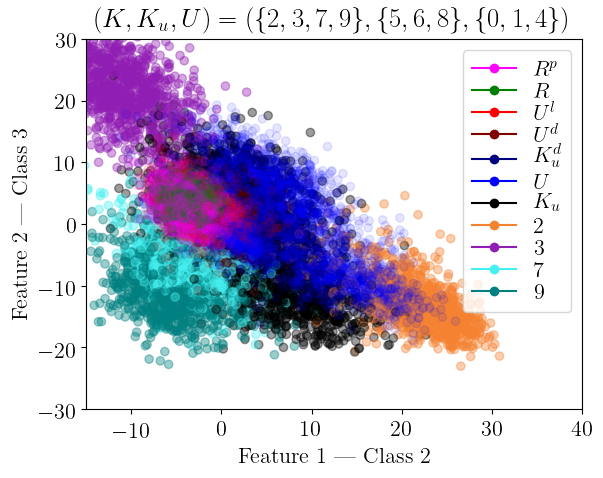 (K, K_u, U) = ({2, 3, 7, 9}, {5, 6, 8}, {0, 1, 4})
30
20
10
0
−10
−20
−30
Feature 2 — Class 3
R^p
R
U^l
U^d
K_u^d
U
K_u
2
3
7
9
−10 0 10 20 30 40
Feature 1 — Class 2